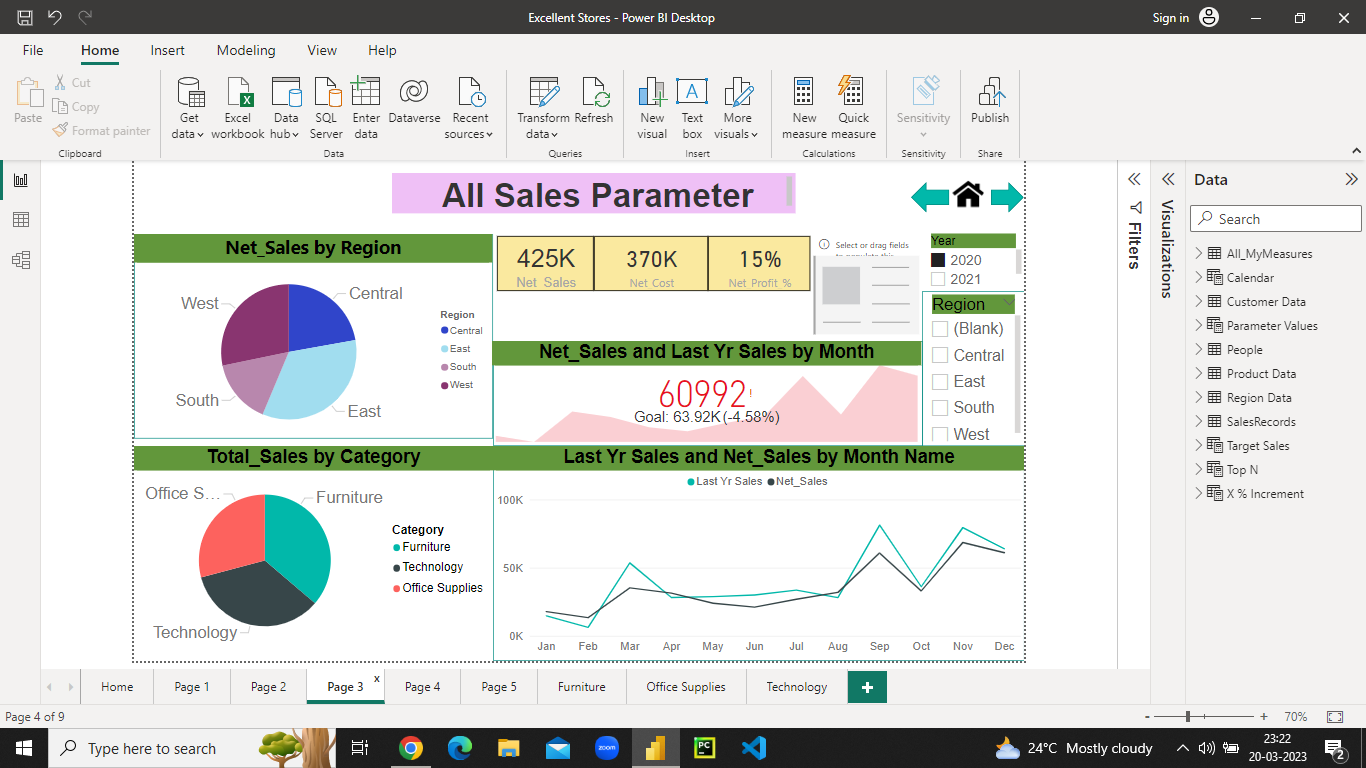 Excellent Stores - Power BI Desktop
Sign in
File Home Insert Modeling View Help
Paste
Cut
Copy
Format painter
Get data
Excel workbook
Data hub
SQL Server
Enter data
Dataverse
Recent sources
Transform data
Refresh
New visual
Text box
More visuals
New measure
Quick measure
Sensitivity
Publish
Clipboard
Data
Queries
Insert
Calculations
Sensitivity
Share
All Sales Parameter
Net_Sales by Region
West
Central
South
East
Region
Central
East
South
West
425K
Net Sales
370K
Net Cost
15%
Net Profit %
Select or drag fields
to populate this
Year
2020
2021
Region
(Blank)
Central
East
South
West
Net_Sales and Last Yr Sales by Month
60992!
Goal: 63.92K (-4.58%)
Total_Sales by Category
Office S...
Furniture
Technology
Category
Furniture
Technology
Office Supplies
Last Yr Sales and Net_Sales by Month Name
Last Yr Sales Net_Sales
100K
50K
0K
Jan Feb Mar Apr May Jun Jul Aug Sep Oct Nov Dec
Filters
Visualizations
Data
Search
All_MyMeasures
Calendar
Customer Data
Parameter Values
People
Product Data
Region Data
SalesRecords
Target Sales
Top N
X % Increment
Home Page 1 Page 2 Page 3 x Page 4 Page 5 Furniture Office Supplies Technology +
Page 4 of 9
- + 70%
Type here to search
zoom
PC
24°C Mostly cloudy
23:22
20-03-2023
2